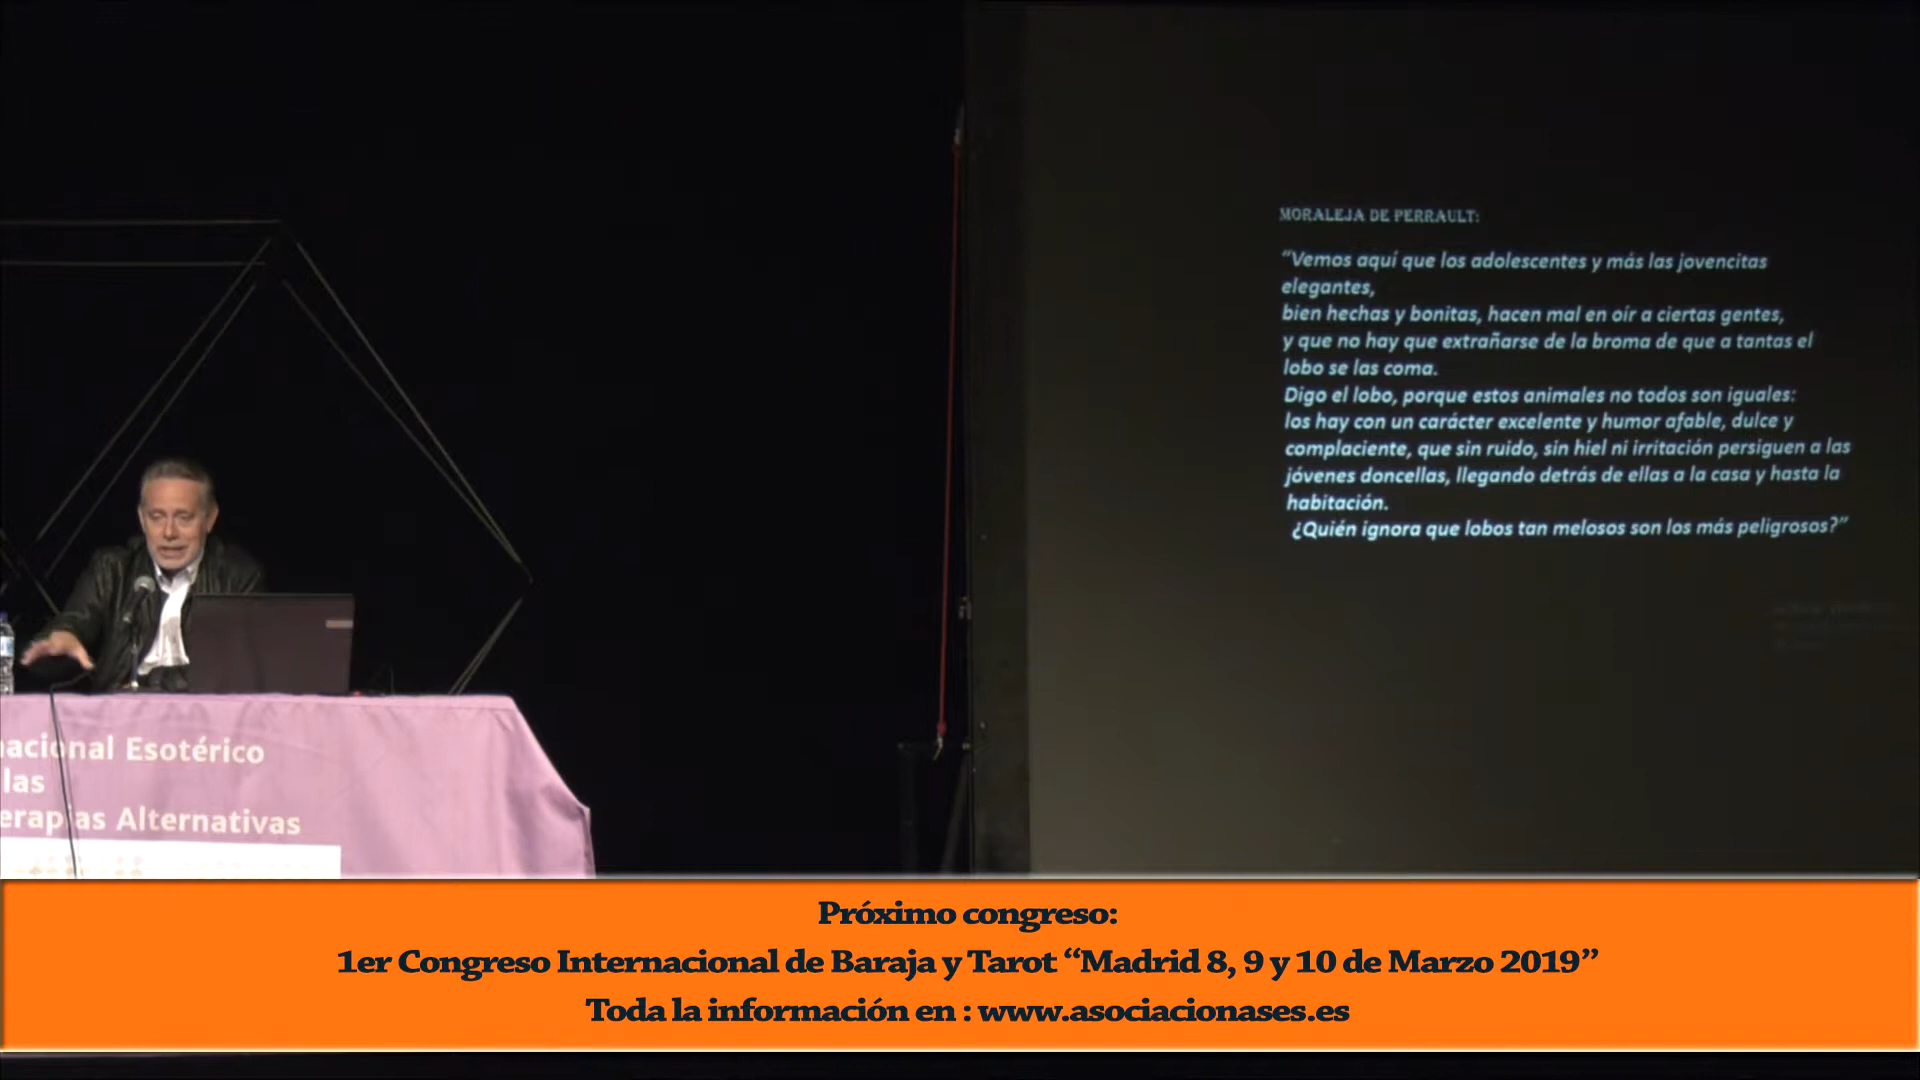 MORALEJA DE PERRAULT:
“Vemos aquí que los adolescentes y más las jovencitas
elegantes,
bien hechas y bonitas, hacen mal en oír a ciertas gentes,
y que no hay que extrañarse de la broma de que a tantas el
lobo se las coma.
Digo el lobo, porque estos animales no todos son iguales:
los hay con un carácter excelente y humor afable, dulce y
complaciente, que sin ruido, sin hiel ni irritación persiguen a las
jóvenes doncellas, llegando detrás de ellas a la casa y hasta la
habitación.
¿Quién ignora que lobos tan melosos son los más peligrosos?”
nacional Esotérico
las
erapias Alternativas
Próximo congreso:
1er Congreso Internacional de Baraja y Tarot “Madrid 8, 9 y 10 de Marzo 2019”
Toda la información en : www.asociacionases.es